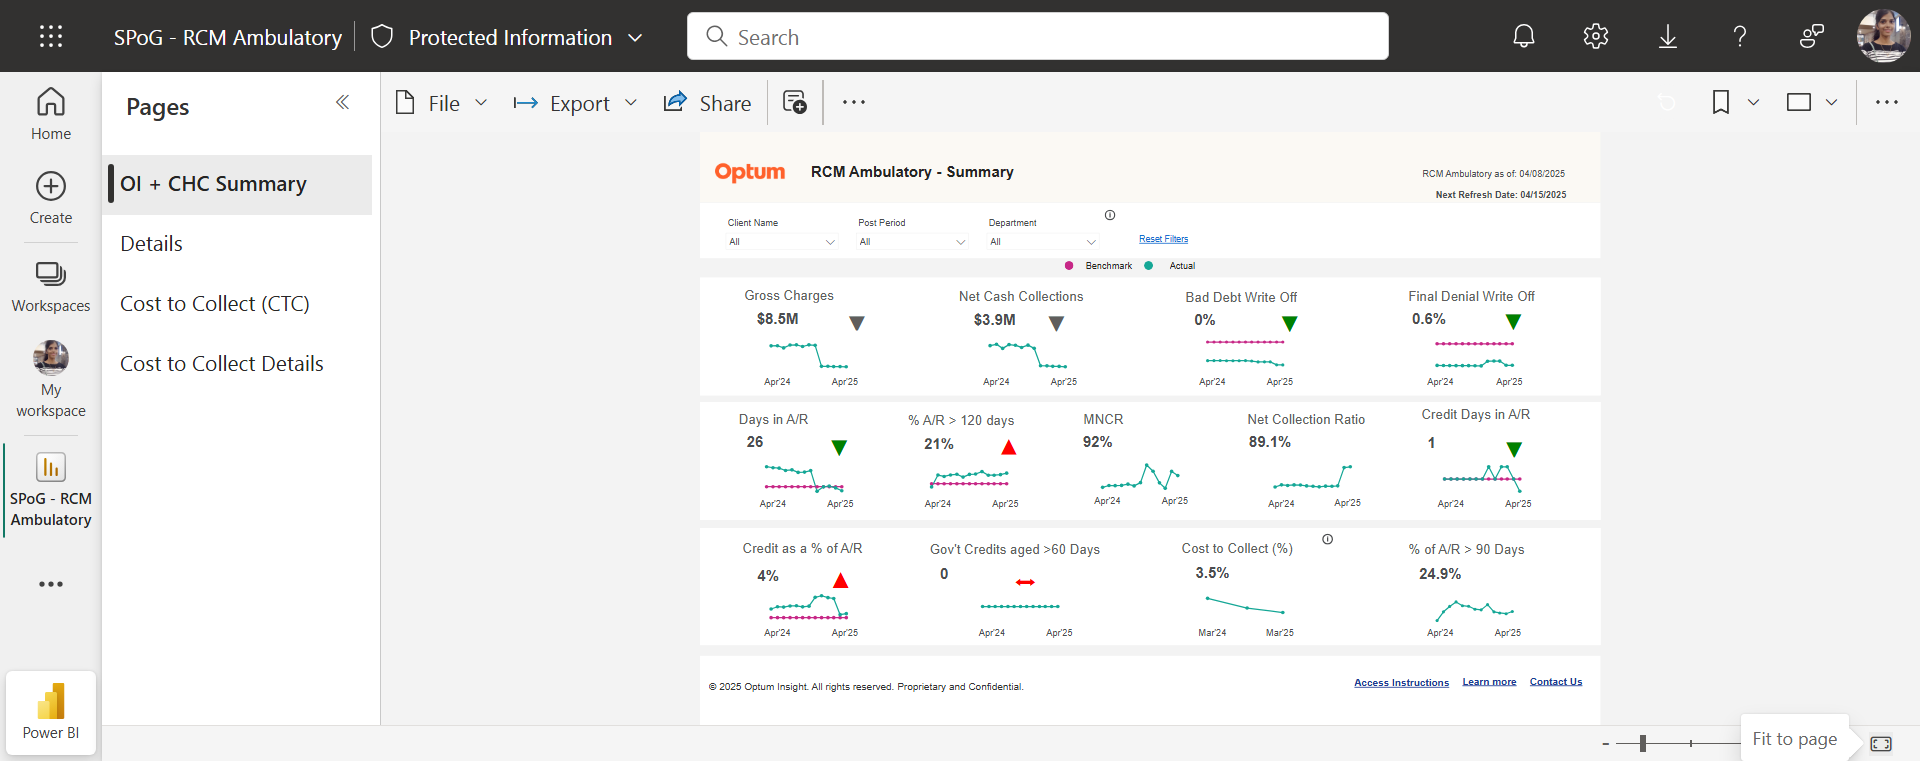 SPoG - RCM Ambulatory
Protected Information
Search
Home
Create
Workspaces
My
workspace
SPoG - RCM
Ambulatory
Power BI
Pages
OI + CHC Summary
Details
Cost to Collect (CTC)
Cost to Collect Details
File
Export
Share
Optum
RCM Ambulatory - Summary
RCM Ambulatory as of: 04/08/2025
Next Refresh Date: 04/15/2025
Client Name
Post Period
Department
All
All
All
Reset Filters
Benchmark
Actual
Gross Charges
Net Cash Collections
Bad Debt Write Off
Final Denial Write Off
$8.5M
$3.9M
0%
0.6%
Apr'24 Apr'25
Apr'24 Apr'25
Apr'24 Apr'25
Apr'24 Apr'25
Days in A/R
% A/R > 120 days
MNCR
Net Collection Ratio
Credit Days in A/R
26
21%
92%
89.1%
1
Apr'24 Apr'25
Apr'24 Apr'25
Apr'24 Apr'25
Apr'24 Apr'25
Apr'24 Apr'25
Credit as a % of A/R
Gov't Credits aged >60 Days
Cost to Collect (%)
% of A/R > 90 Days
4%
0
3.5%
24.9%
Apr'24 Apr'25
Apr'24 Apr'25
Mar'24 Mar'25
Apr'24 Apr'25
© 2025 Optum Insight. All rights reserved. Proprietary and Confidential.
Access Instructions
Learn more
Contact Us
Fit to page